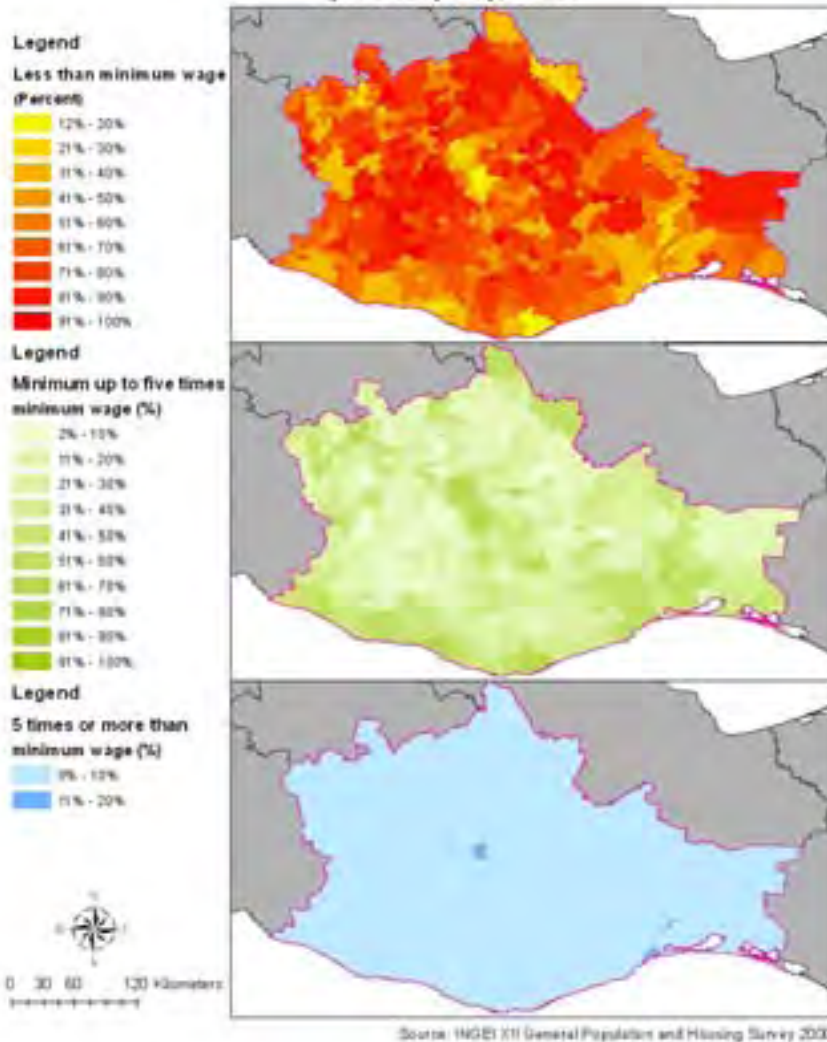 Legend
Less than minimum wage
(Percent)
12% - 20%
21% - 30%
31% - 40%
41% - 50%
51% - 60%
61% - 70%
71% - 80%
81% - 90%
91% - 100%
Legend
Minimum up to five times
minimum wage (%)
2% - 10%
11% - 20%
21% - 30%
31% - 40%
41% - 50%
51% - 60%
61% - 70%
71% - 80%
81% - 90%
91% - 100%
Legend
5 times or more than
minimum wage (%)
0% - 10%
11% - 20%
0 30 60 120 Kilometers
Source: INGEI XII General Population and Housing Survey